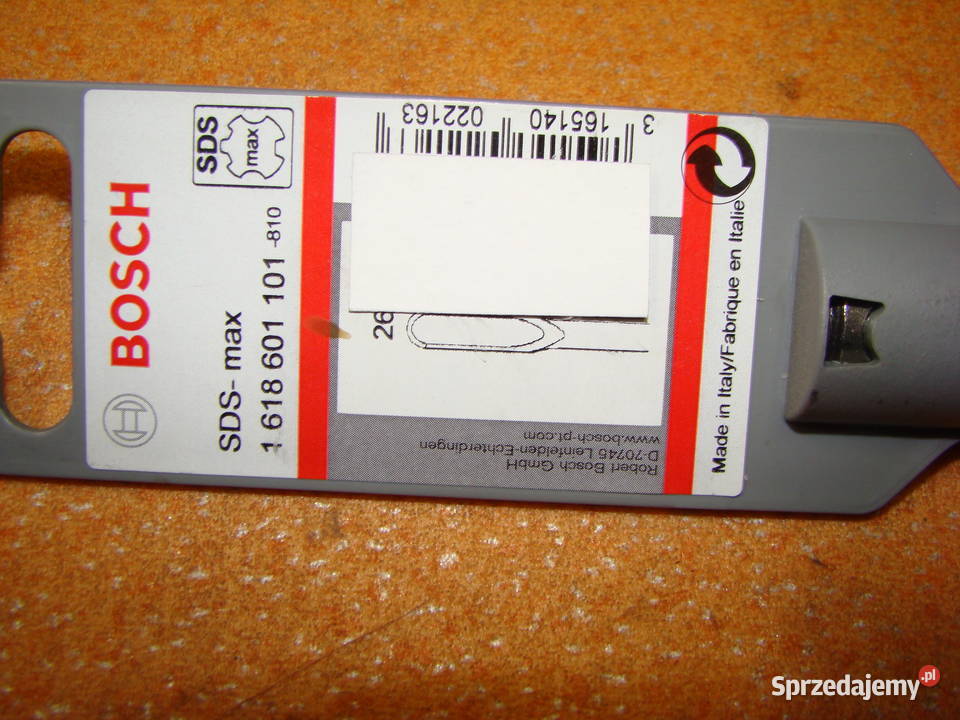 BOSCH
SDS
max
SDS- max
1 618 601 101 -810
26
3 165140 022163
Robert Bosch GmbH
D-70745 Leinfelden-Echterdingen
www.bosch-pt.com
Made in Italy/Fabrique en Italie
Sprzedajemy.pl